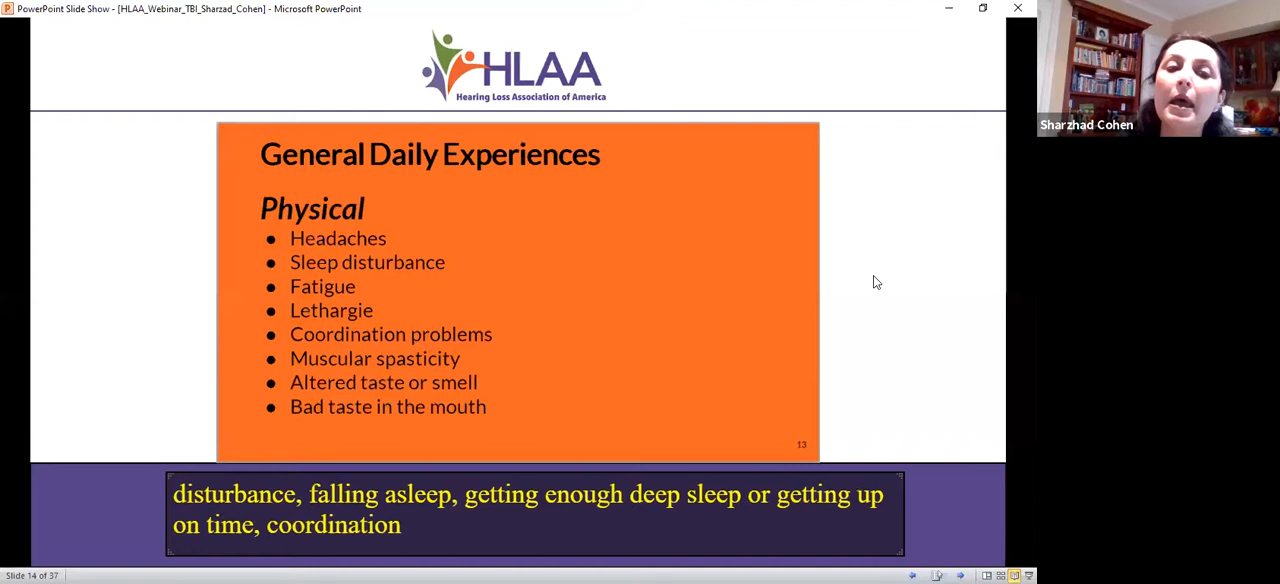 PowerPoint Slide Show - [HLAA_Webinar_TBI_Sharzad_Cohen] - Microsoft PowerPoint
HLAA
Hearing Loss Association of America
Sharzhad Cohen
General Daily Experiences
Physical
● Headaches
● Sleep disturbance
● Fatigue
● Lethargie
● Coordination problems
● Muscular spasticity
● Altered taste or smell
● Bad taste in the mouth
13
disturbance, falling asleep, getting enough deep sleep or getting up
on time, coordination
Slide 14 of 37